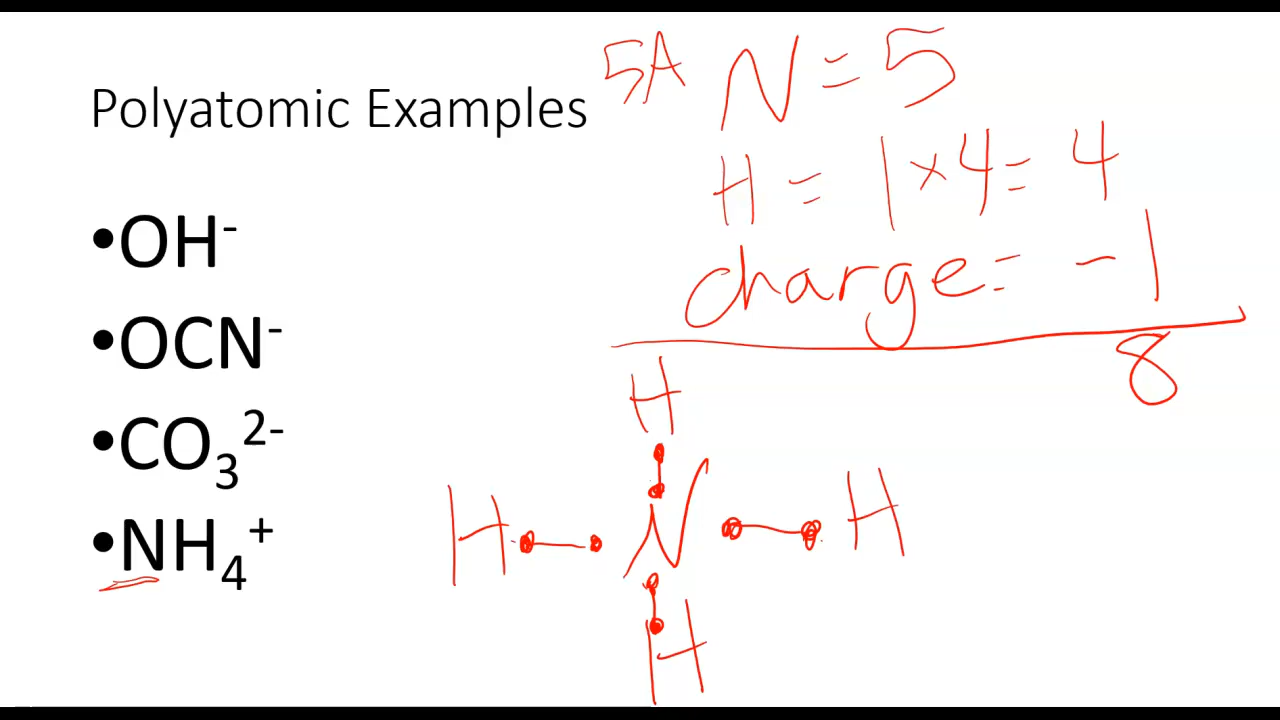 Polyatomic Examples
•OH⁻
•OCN⁻
•CO₃²⁻
•NH₄⁺
5A N = 5
H = 1 × 4 = 4
charge = -1
8
H
H N H
H